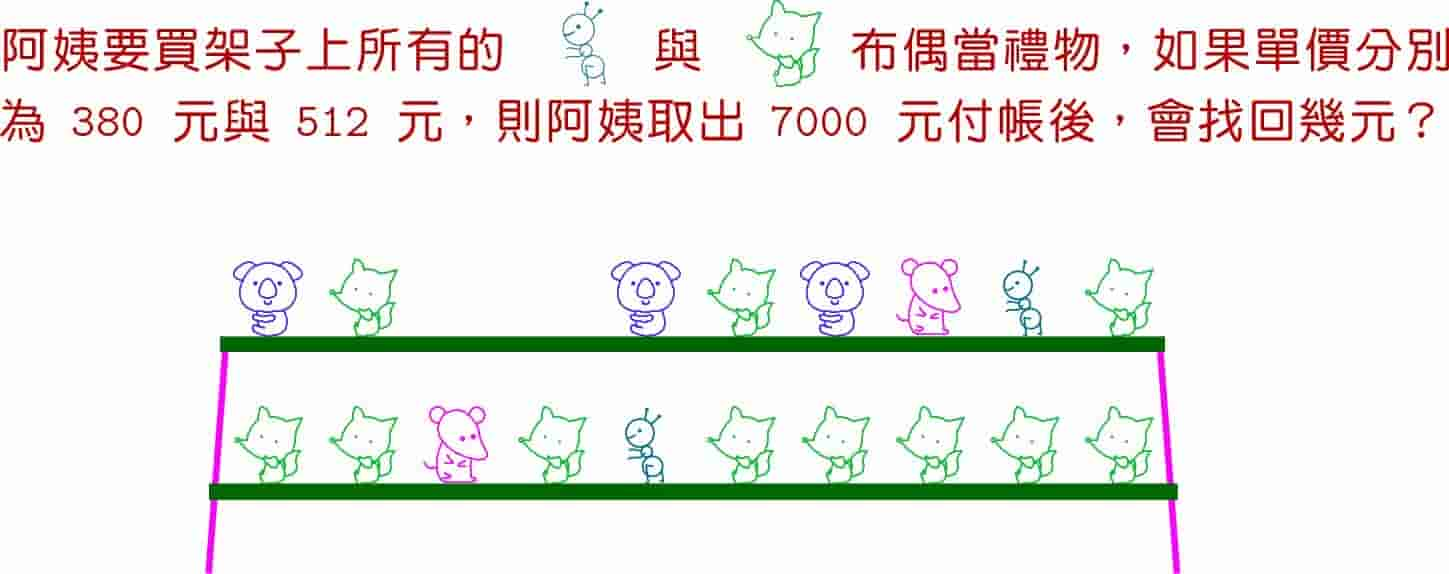 阿姨要買架子上所有的 與 布偶當禮物，如果單價分別
為 380 元與 512 元，則阿姨取出 7000 元付帳後，會找回幾元？